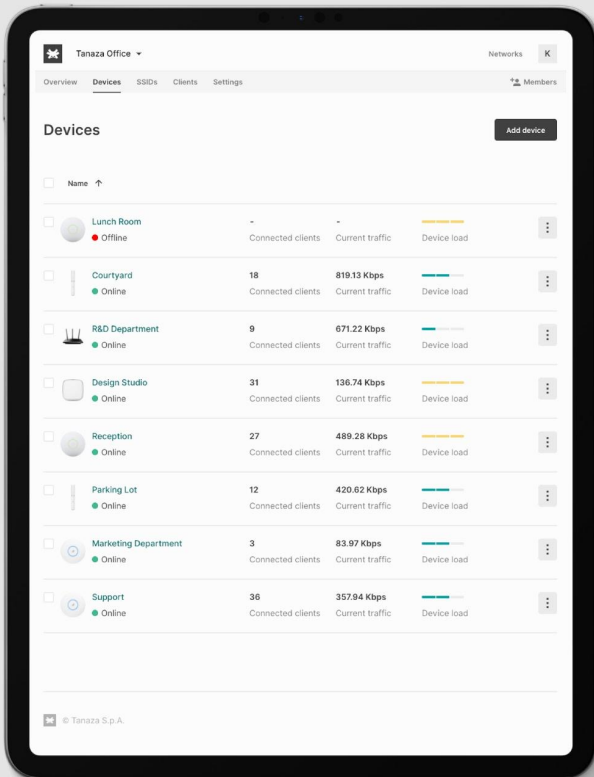 Tanaza Office
Networks
K
Overview Devices SSIDs Clients Settings Members
Devices
Add device
Name
Lunch Room - -
Offline Connected clients Current traffic Device load
Courtyard 18 819.13 Kbps
Online Connected clients Current traffic Device load
R&D Department 9 671.22 Kbps
Online Connected clients Current traffic Device load
Design Studio 31 136.74 Kbps
Online Connected clients Current traffic Device load
Reception 27 489.28 Kbps
Online Connected clients Current traffic Device load
Parking Lot 12 420.62 Kbps
Online Connected clients Current traffic Device load
Marketing Department 3 83.97 Kbps
Online Connected clients Current traffic Device load
Support 36 357.94 Kbps
Online Connected clients Current traffic Device load
© Tanaza S.p.A.